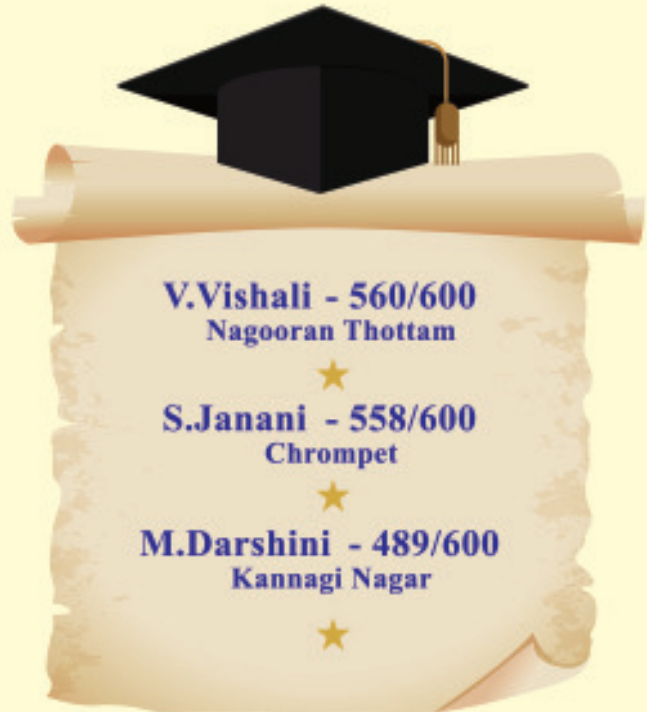 V.Vishali - 560/600
Nagooran Thottam
S.Janani - 558/600
Chrompet
M.Darshini - 489/600
Kannagi Nagar